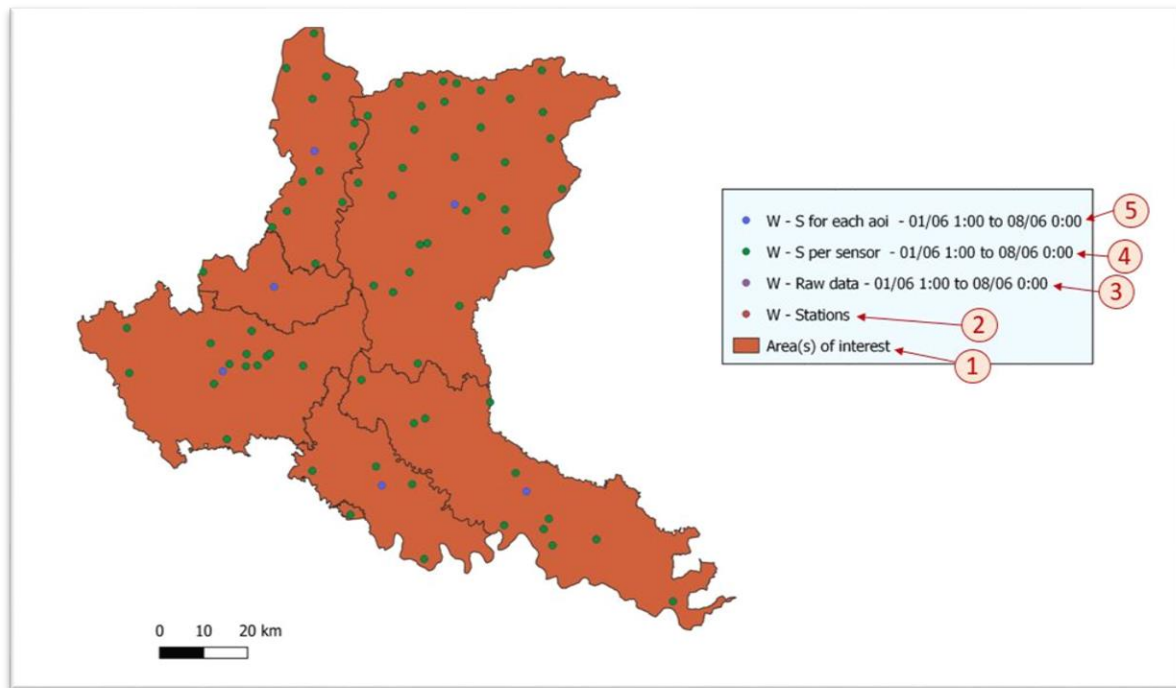 W - S for each aoi - 01/06 1:00 to 08/06 0:00
5
W - S per sensor - 01/06 1:00 to 08/06 0:00
4
W - Raw data - 01/06 1:00 to 08/06 0:00
3
W - Stations
2
Area(s) of interest
1
0 10 20 km